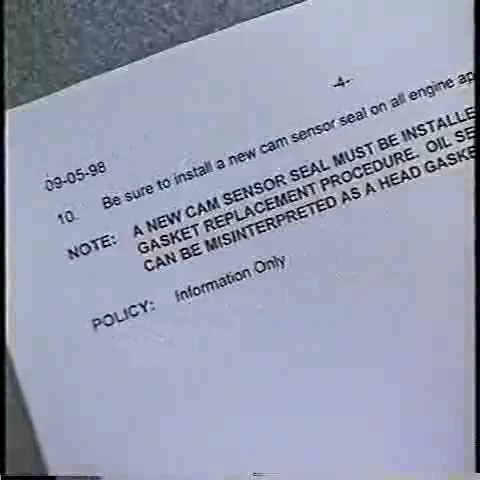 -4-
09-05-98
10. Be sure to install a new cam sensor seal on all engine ap
NOTE: A NEW CAM SENSOR SEAL MUST BE INSTALLE
GASKET REPLACEMENT PROCEDURE. OIL SE
CAN BE MISINTERPRETED AS A HEAD GASKE
POLICY: Information Only